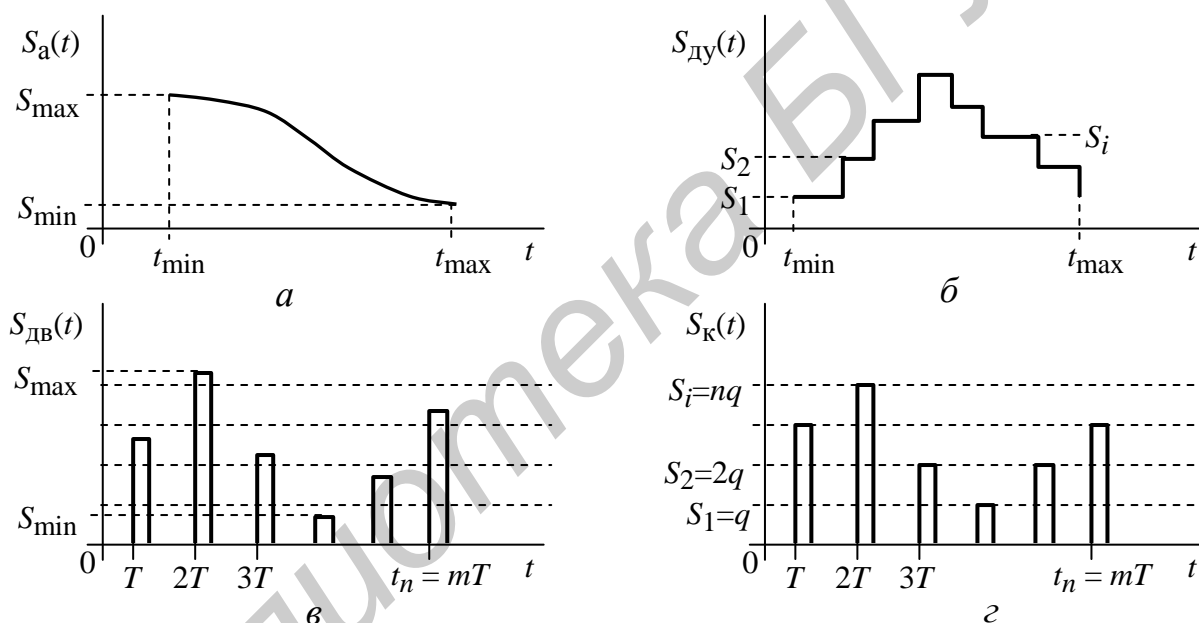 Sа(t)
Smax
Smin
0
tmin
tmax
t
а
Sду(t)
S2
S1
Si
0
tmin
tmax
t
б
Sдв(t)
Smax
Smin
0
T
2T
3T
tn = mT
t
в
Sк(t)
Si=nq
S2=2q
S1=q
0
T
2T
3T
tn = mT
t
г